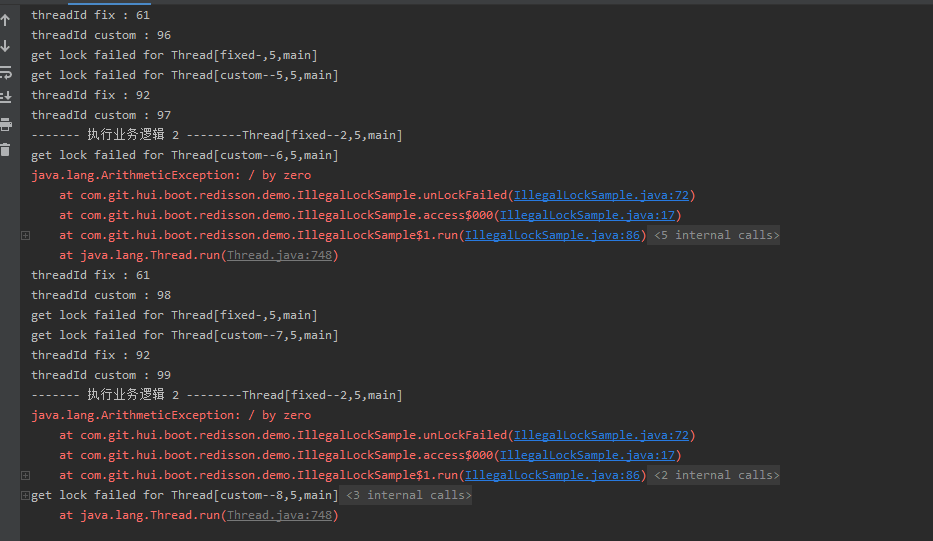 threadId fix : 61
threadId custom : 96
get lock failed for Thread[fixed-,5,main]
get lock failed for Thread[custom--5,5,main]
threadId fix : 92
threadId custom : 97
------- 执行业务逻辑 2 --------Thread[fixed--2,5,main]
get lock failed for Thread[custom--6,5,main]
java.lang.ArithmeticException: / by zero
at com.git.hui.boot.redisson.demo.IllegalLockSample.unLockFailed(IllegalLockSample.java:72)
at com.git.hui.boot.redisson.demo.IllegalLockSample.access$000(IllegalLockSample.java:17)
at com.git.hui.boot.redisson.demo.IllegalLockSample$1.run(IllegalLockSample.java:86) <5 internal calls>
at java.lang.Thread.run(Thread.java:748)
threadId fix : 61
threadId custom : 98
get lock failed for Thread[fixed-,5,main]
get lock failed for Thread[custom--7,5,main]
threadId fix : 92
threadId custom : 99
------- 执行业务逻辑 2 --------Thread[fixed--2,5,main]
java.lang.ArithmeticException: / by zero
at com.git.hui.boot.redisson.demo.IllegalLockSample.unLockFailed(IllegalLockSample.java:72)
at com.git.hui.boot.redisson.demo.IllegalLockSample.access$000(IllegalLockSample.java:17)
at com.git.hui.boot.redisson.demo.IllegalLockSample$1.run(IllegalLockSample.java:86) <2 internal calls>
get lock failed for Thread[custom--8,5,main] <3 internal calls>
at java.lang.Thread.run(Thread.java:748)